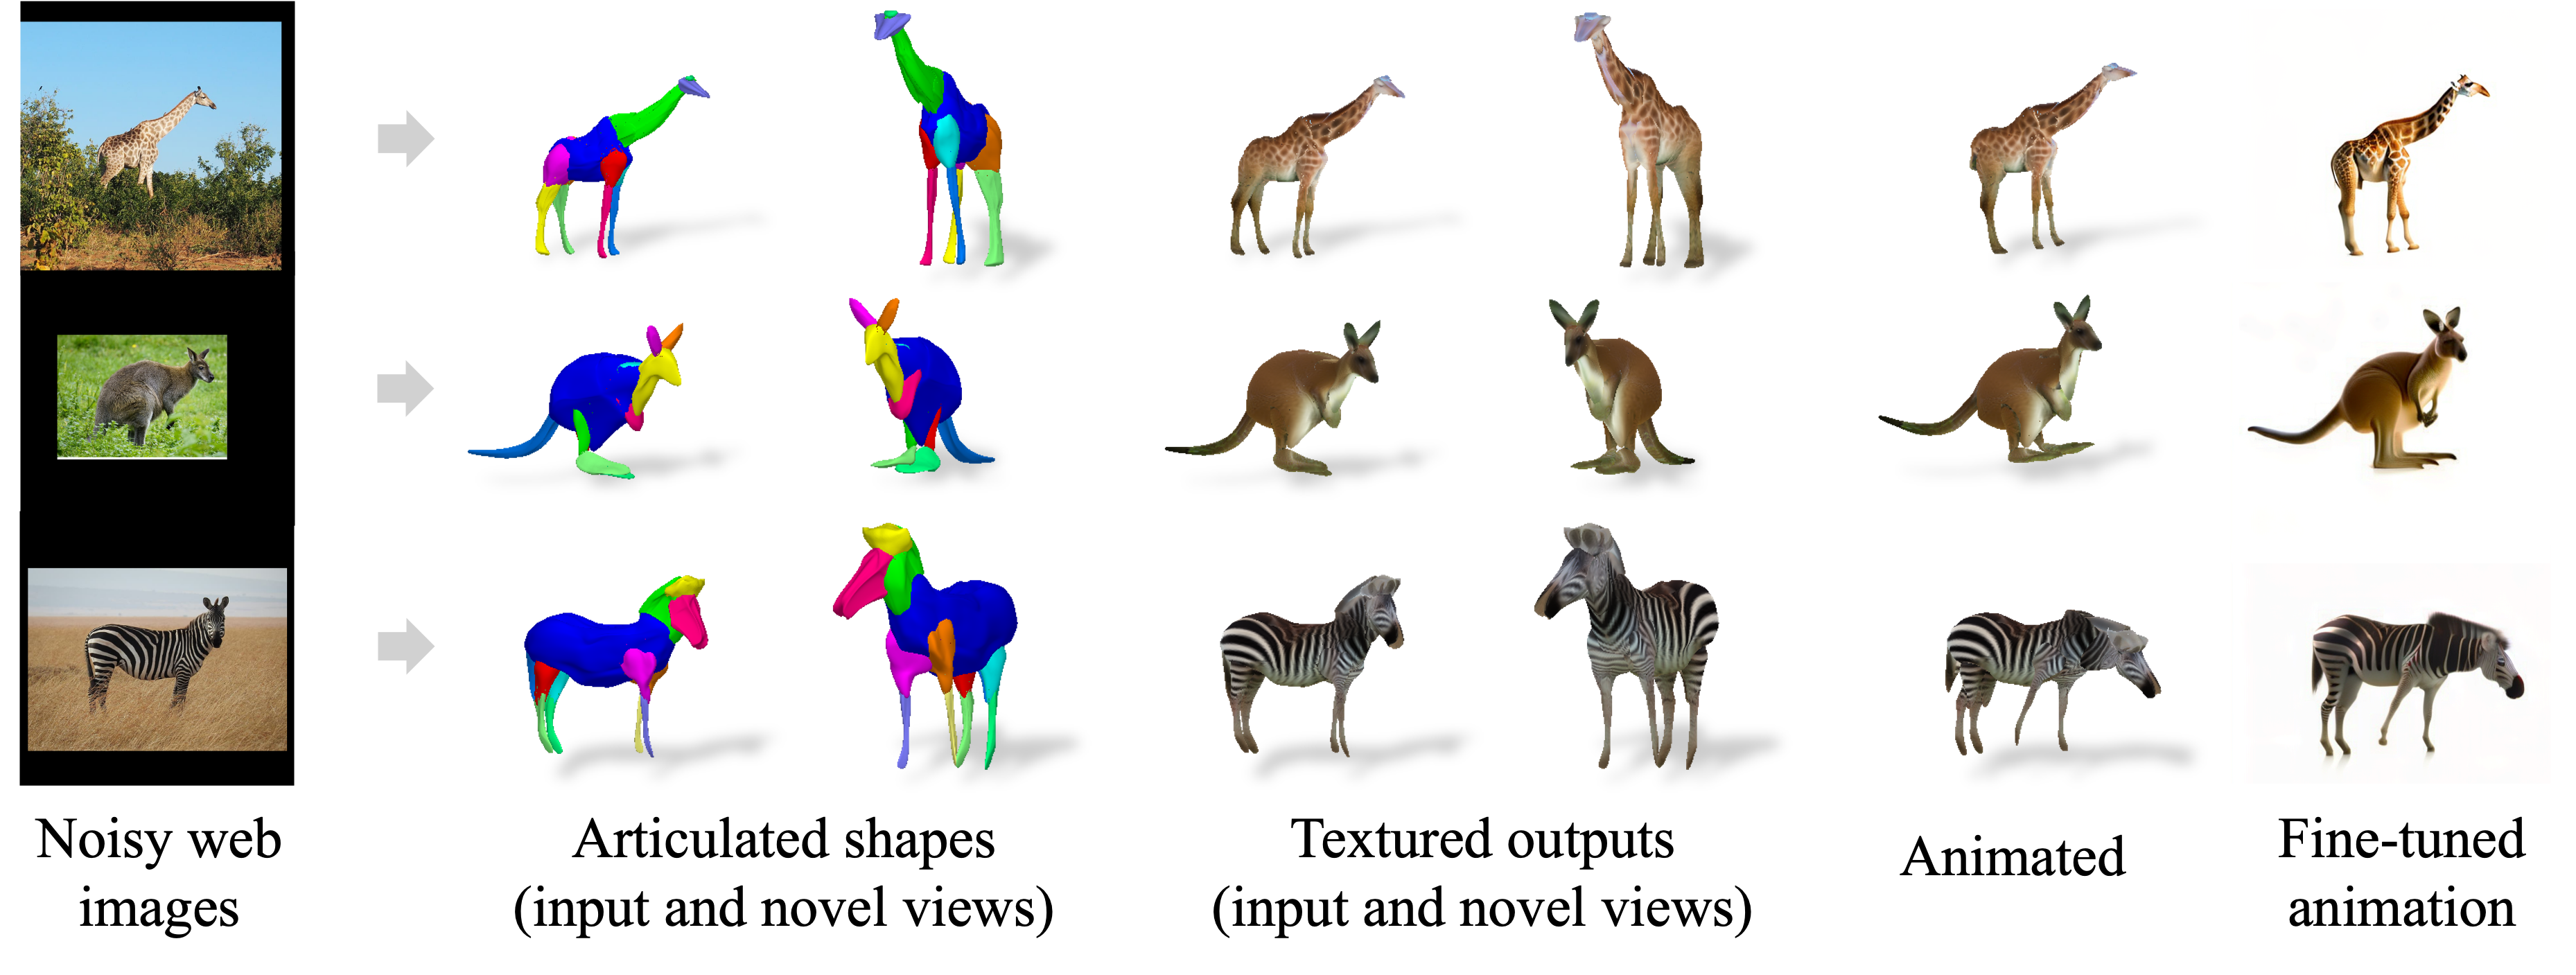 Noisy web
images
Articulated shapes
(input and novel views)
Textured outputs
(input and novel views)
Animated
Fine-tuned
animation